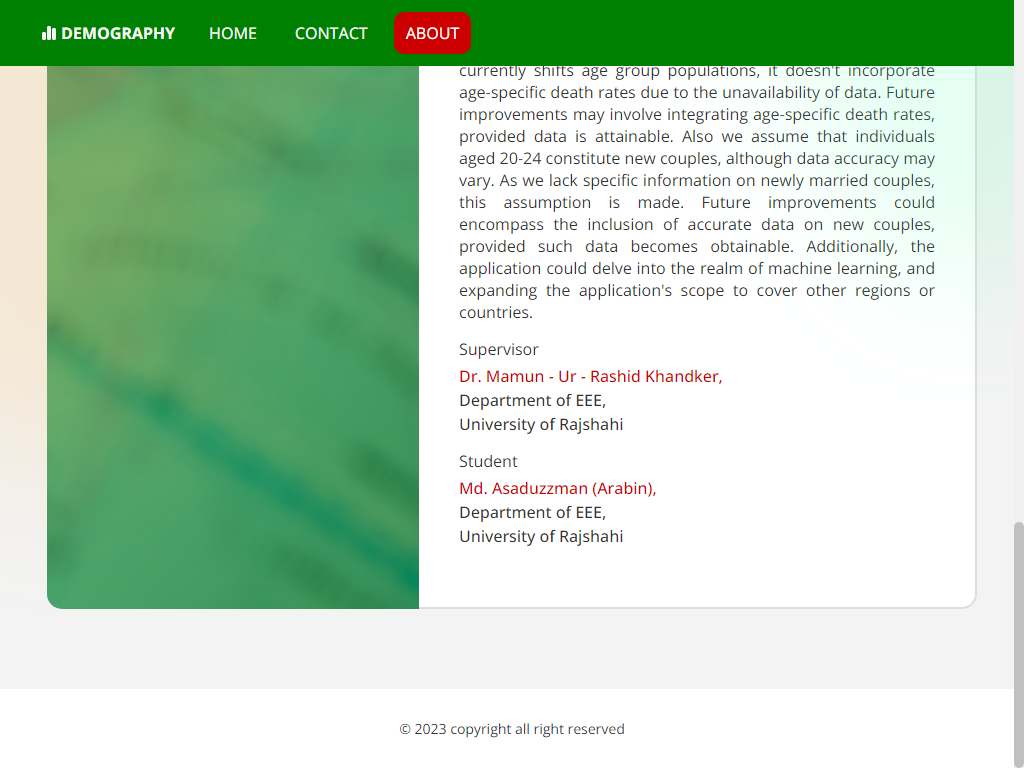 DEMOGRAPHY HOME CONTACT ABOUT
currently shifts age group populations, it doesn't incorporate
age-specific death rates due to the unavailability of data. Future
improvements may involve integrating age-specific death rates,
provided data is attainable. Also we assume that individuals
aged 20-24 constitute new couples, although data accuracy may
vary. As we lack specific information on newly married couples,
this assumption is made. Future improvements could
encompass the inclusion of accurate data on new couples,
provided such data becomes obtainable. Additionally, the
application could delve into the realm of machine learning, and
expanding the application's scope to cover other regions or
countries.
Supervisor
Dr. Mamun - Ur - Rashid Khandker,
Department of EEE,
University of Rajshahi
Student
Md. Asaduzzman (Arabin),
Department of EEE,
University of Rajshahi
© 2023 copyright all right reserved